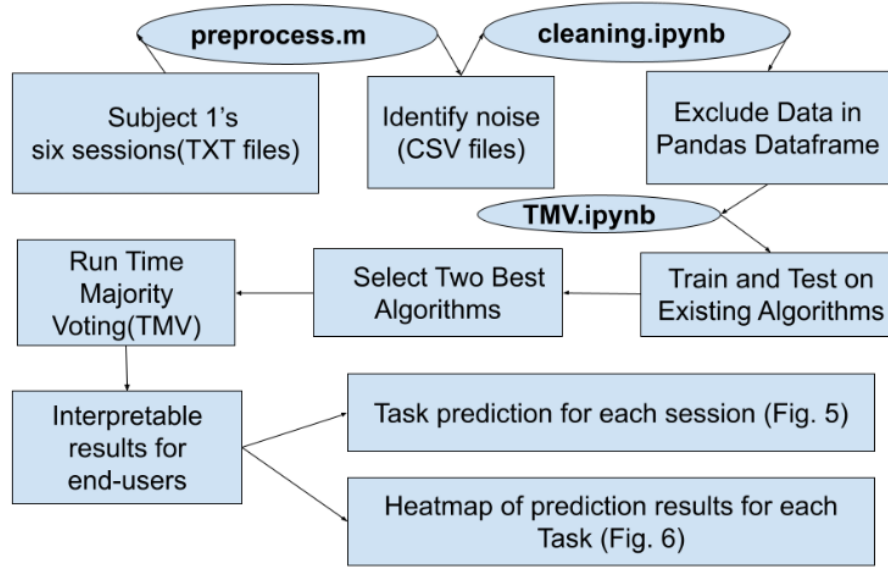 preprocess.m
cleaning.ipynb
Subject 1's
six sessions(TXT files)
Identify noise
(CSV files)
Exclude Data in
Pandas Dataframe
TMV.ipynb
Run Time
Majority
Voting(TMV)
Select Two Best
Algorithms
Train and Test on
Existing Algorithms
Interpretable
results for
end-users
Task prediction for each session (Fig. 5)
Heatmap of prediction results for each
Task (Fig. 6)